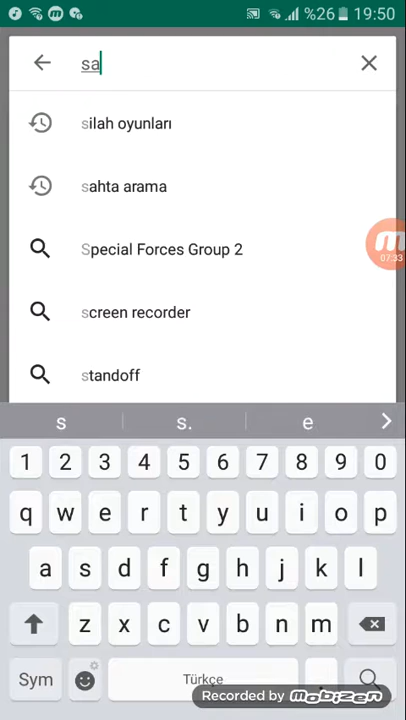 %26 19:50
sa
silah oyunları
sahta arama
Special Forces Group 2
screen recorder
standoff
07:33
s s. e
1 2 3 4 5 6 7 8 9 0
q w e r t y u i o p
a s d f g h j k l
z x c v b n m
Sym Türkçe .
Recorded by mobizen